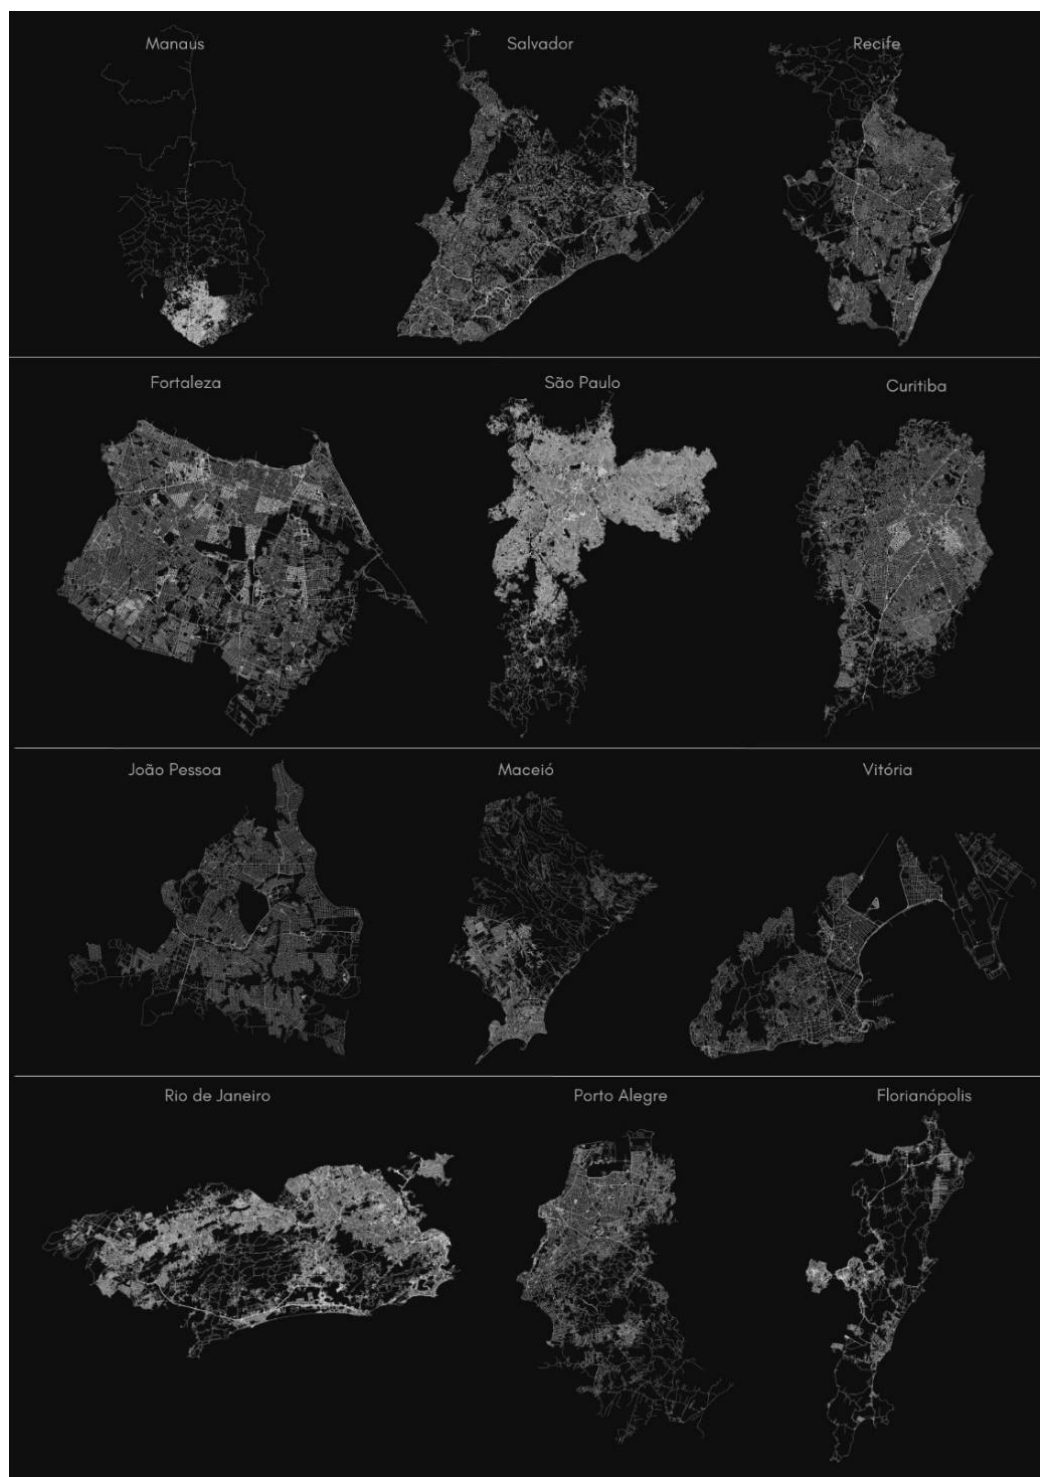 Manaus
Salvador
Recife
Fortaleza
São Paulo
Curitiba
João Pessoa
Maceió
Vitória
Rio de Janeiro
Porto Alegre
Florianópolis